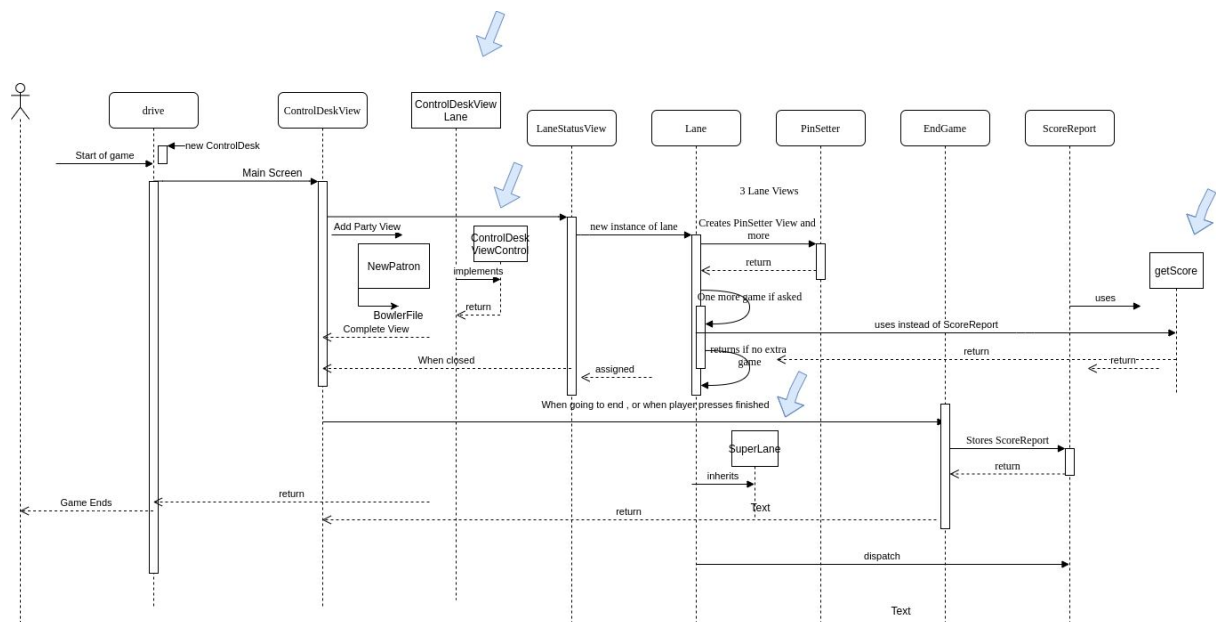 ControlDeskView
Lane
drive
ControlDeskView
LaneStatusView
Lane
PinSetter
EndGame
ScoreReport
new ControlDesk
Start of game
Main Screen
3 Lane Views
Add Party View
new instance of lane
Creates PinSetter View and
more
ControlDesk
ViewControl
NewPatron
implements
return
getScore
One more game if asked
uses
return
BowlerFile
Complete View
uses instead of ScoreReport
returns if no extra
game
return
return
When closed
assigned
When going to end , or when player presses finished
Stores ScoreReport
SuperLane
return
inherits
return
Game Ends
Text
return
dispatch
Text